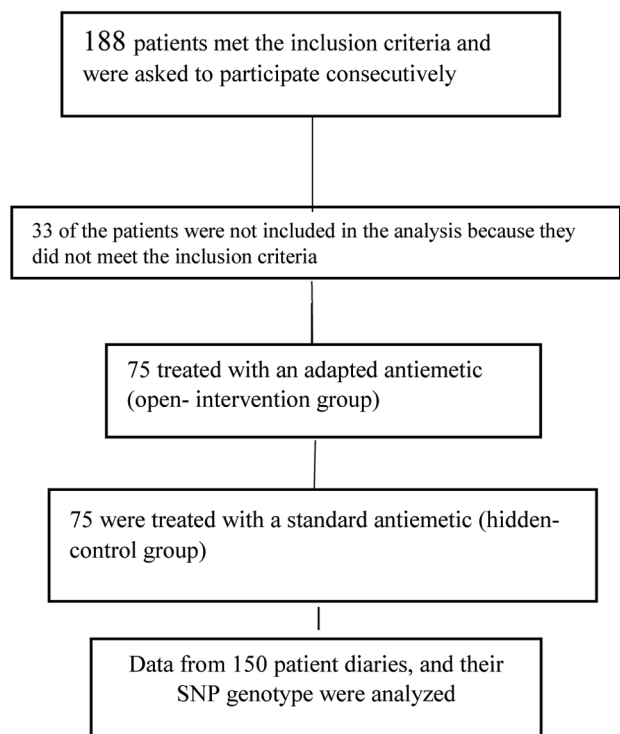 188 patients met the inclusion criteria and
were asked to participate consecutively
33 of the patients were not included in the analysis because they
did not meet the inclusion criteria
75 treated with an adapted antiemetic
(open- intervention group)
75 were treated with a standard antiemetic (hidden-
control group)
Data from 150 patient diaries, and their
SNP genotype were analyzed